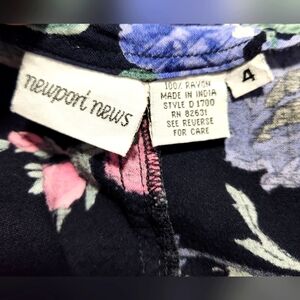 newport news
100% RAYON
MADE IN INDIA
STYLE D 1700
RN 82631
SEE REVERSE
FOR CARE
4